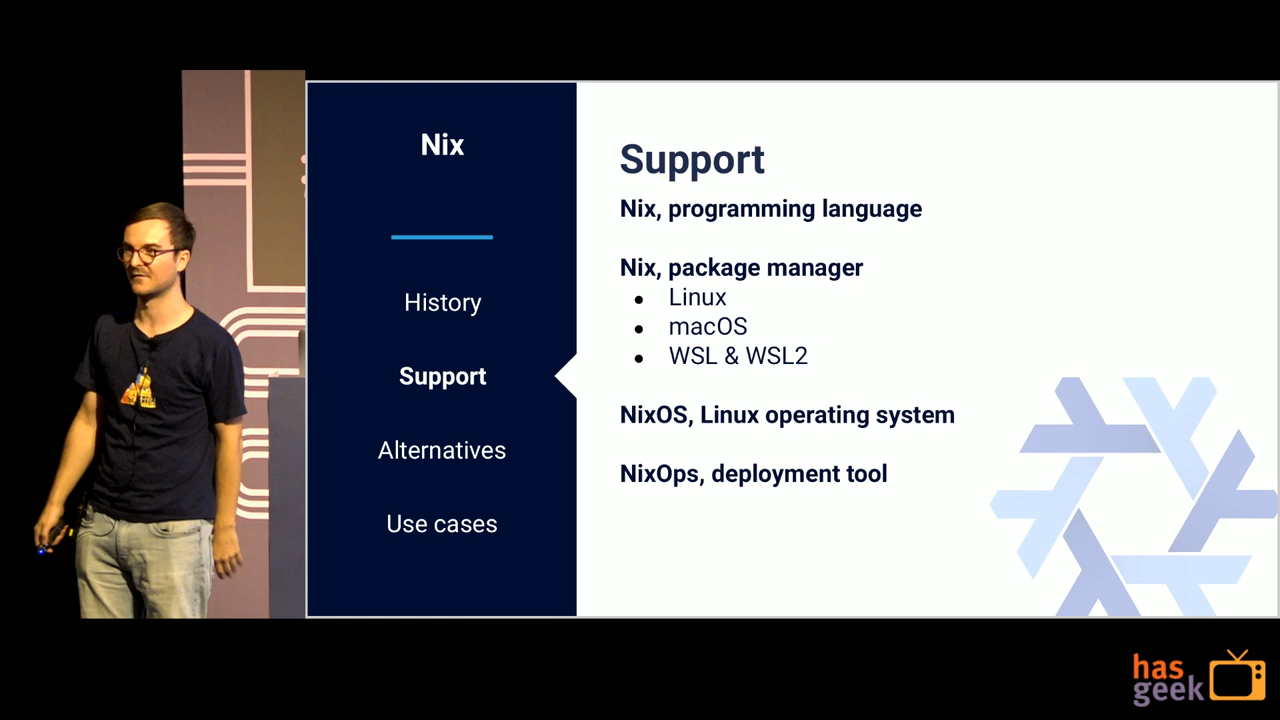 Nix
History
Support
Alternatives
Use cases
Support
Nix, programming language
Nix, package manager
• Linux
• macOS
• WSL & WSL2
NixOS, Linux operating system
NixOps, deployment tool
has
geek